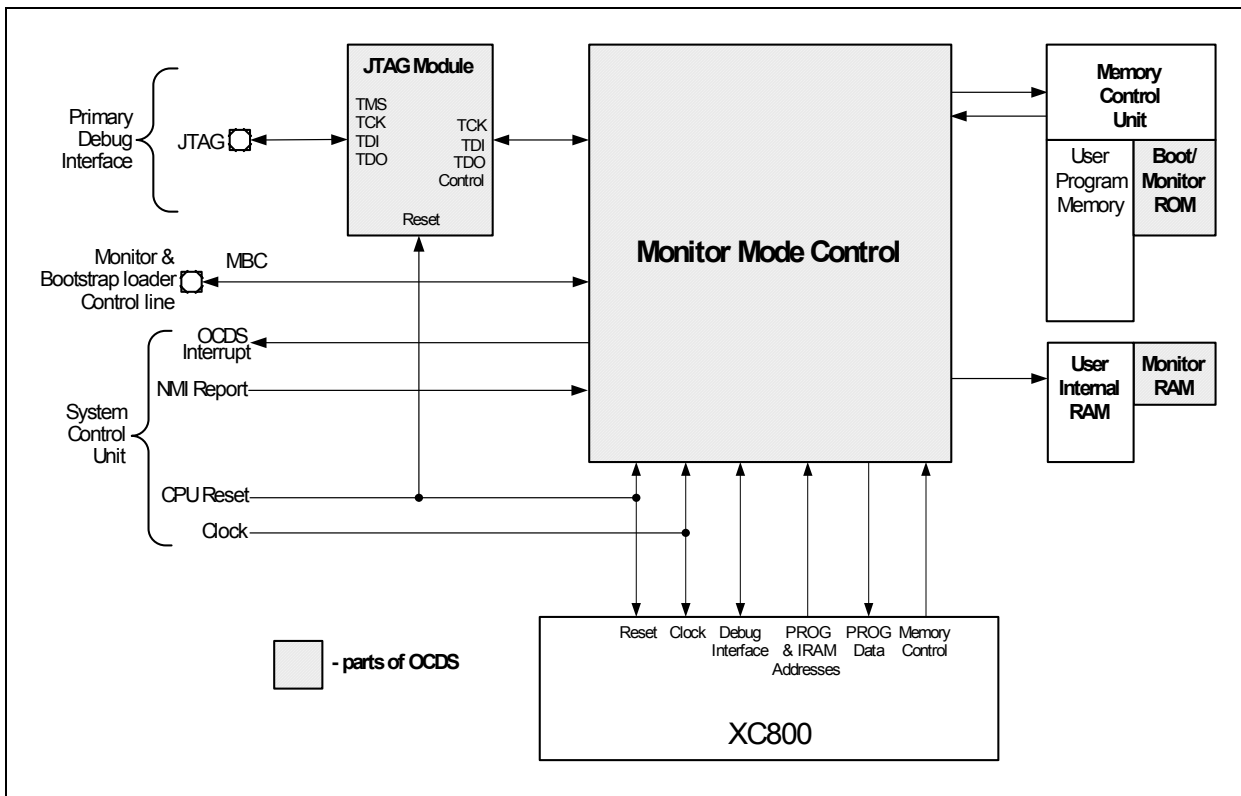 JTAG Module
TMS
TCK
TDI
TDO
TCK
TDI
TDO
Control
Reset
Primary
Debug
Interface
JTAG
Monitor &
Bootstrap loader
Control line
MBC
System
Control
Unit
OCDS
Interrupt
NMI Report
CPU Reset
Clock
Monitor Mode Control
Memory
Control
Unit
User
Program
Memory
Boot/
Monitor
ROM
User
Internal
RAM
Monitor
RAM
Reset
Clock
Debug
Interface
PROG
& IRAM
Addresses
PROG
Data
Memory
Control
XC800
- parts of OCDS